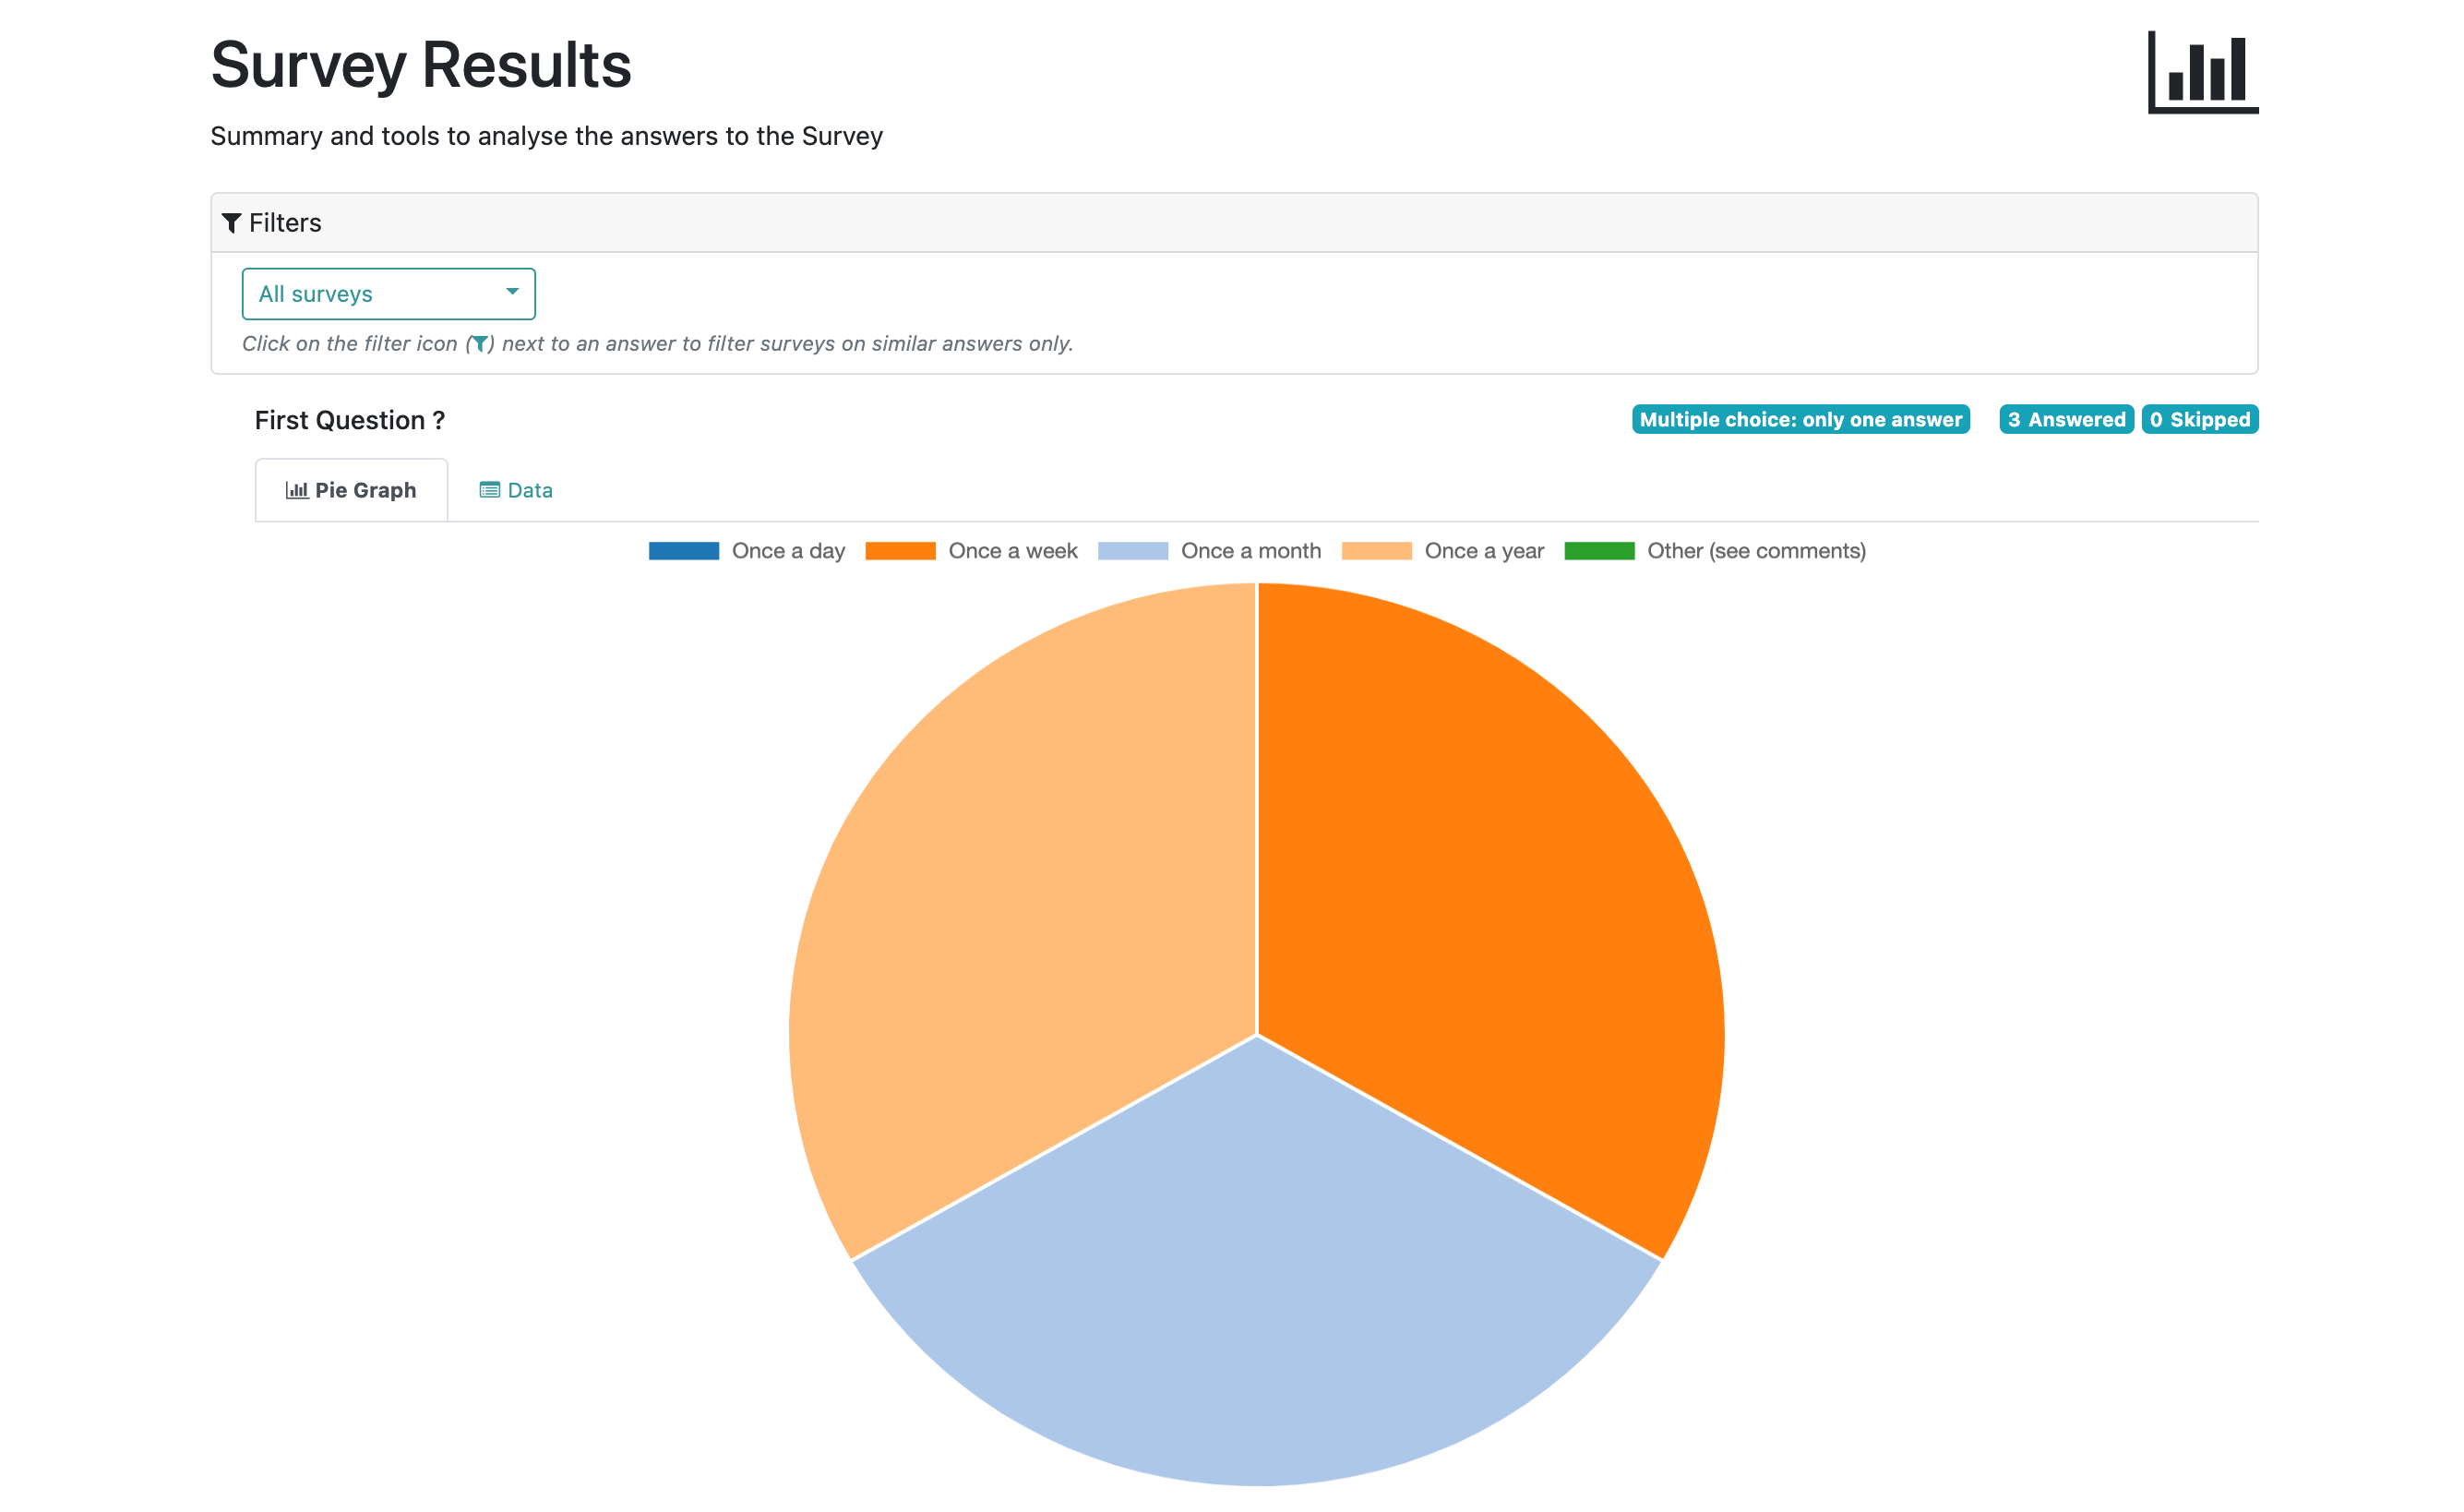 Survey Results
Summary and tools to analyse the answers to the Survey
Filters
All surveys
Click on the filter icon () next to an answer to filter surveys on similar answers only.
First Question ?
Multiple choice: only one answer 3 Answered 0 Skipped
Pie Graph Data
Once a day Once a week Once a month Once a year Other (see comments)